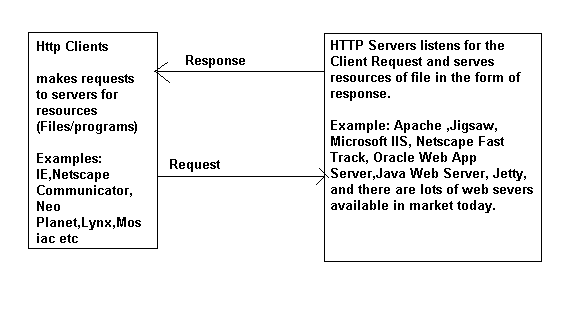 Http Clients
makes requests
to servers for
resources
(Files/programs)
Examples:
IE,Netscape
Communicator,
Neo
Planet,Lynx,Mos
iac etc
Response
Request
HTTP Servers listens for the
Client Request and serves
resources of file in the form of
response.
Example: Apache ,Jigsaw,
Microsoft IIS, Netscape Fast
Track, Oracle Web App
Server,Java Web Server, Jetty,
and there are lots of web severs
available in market today.